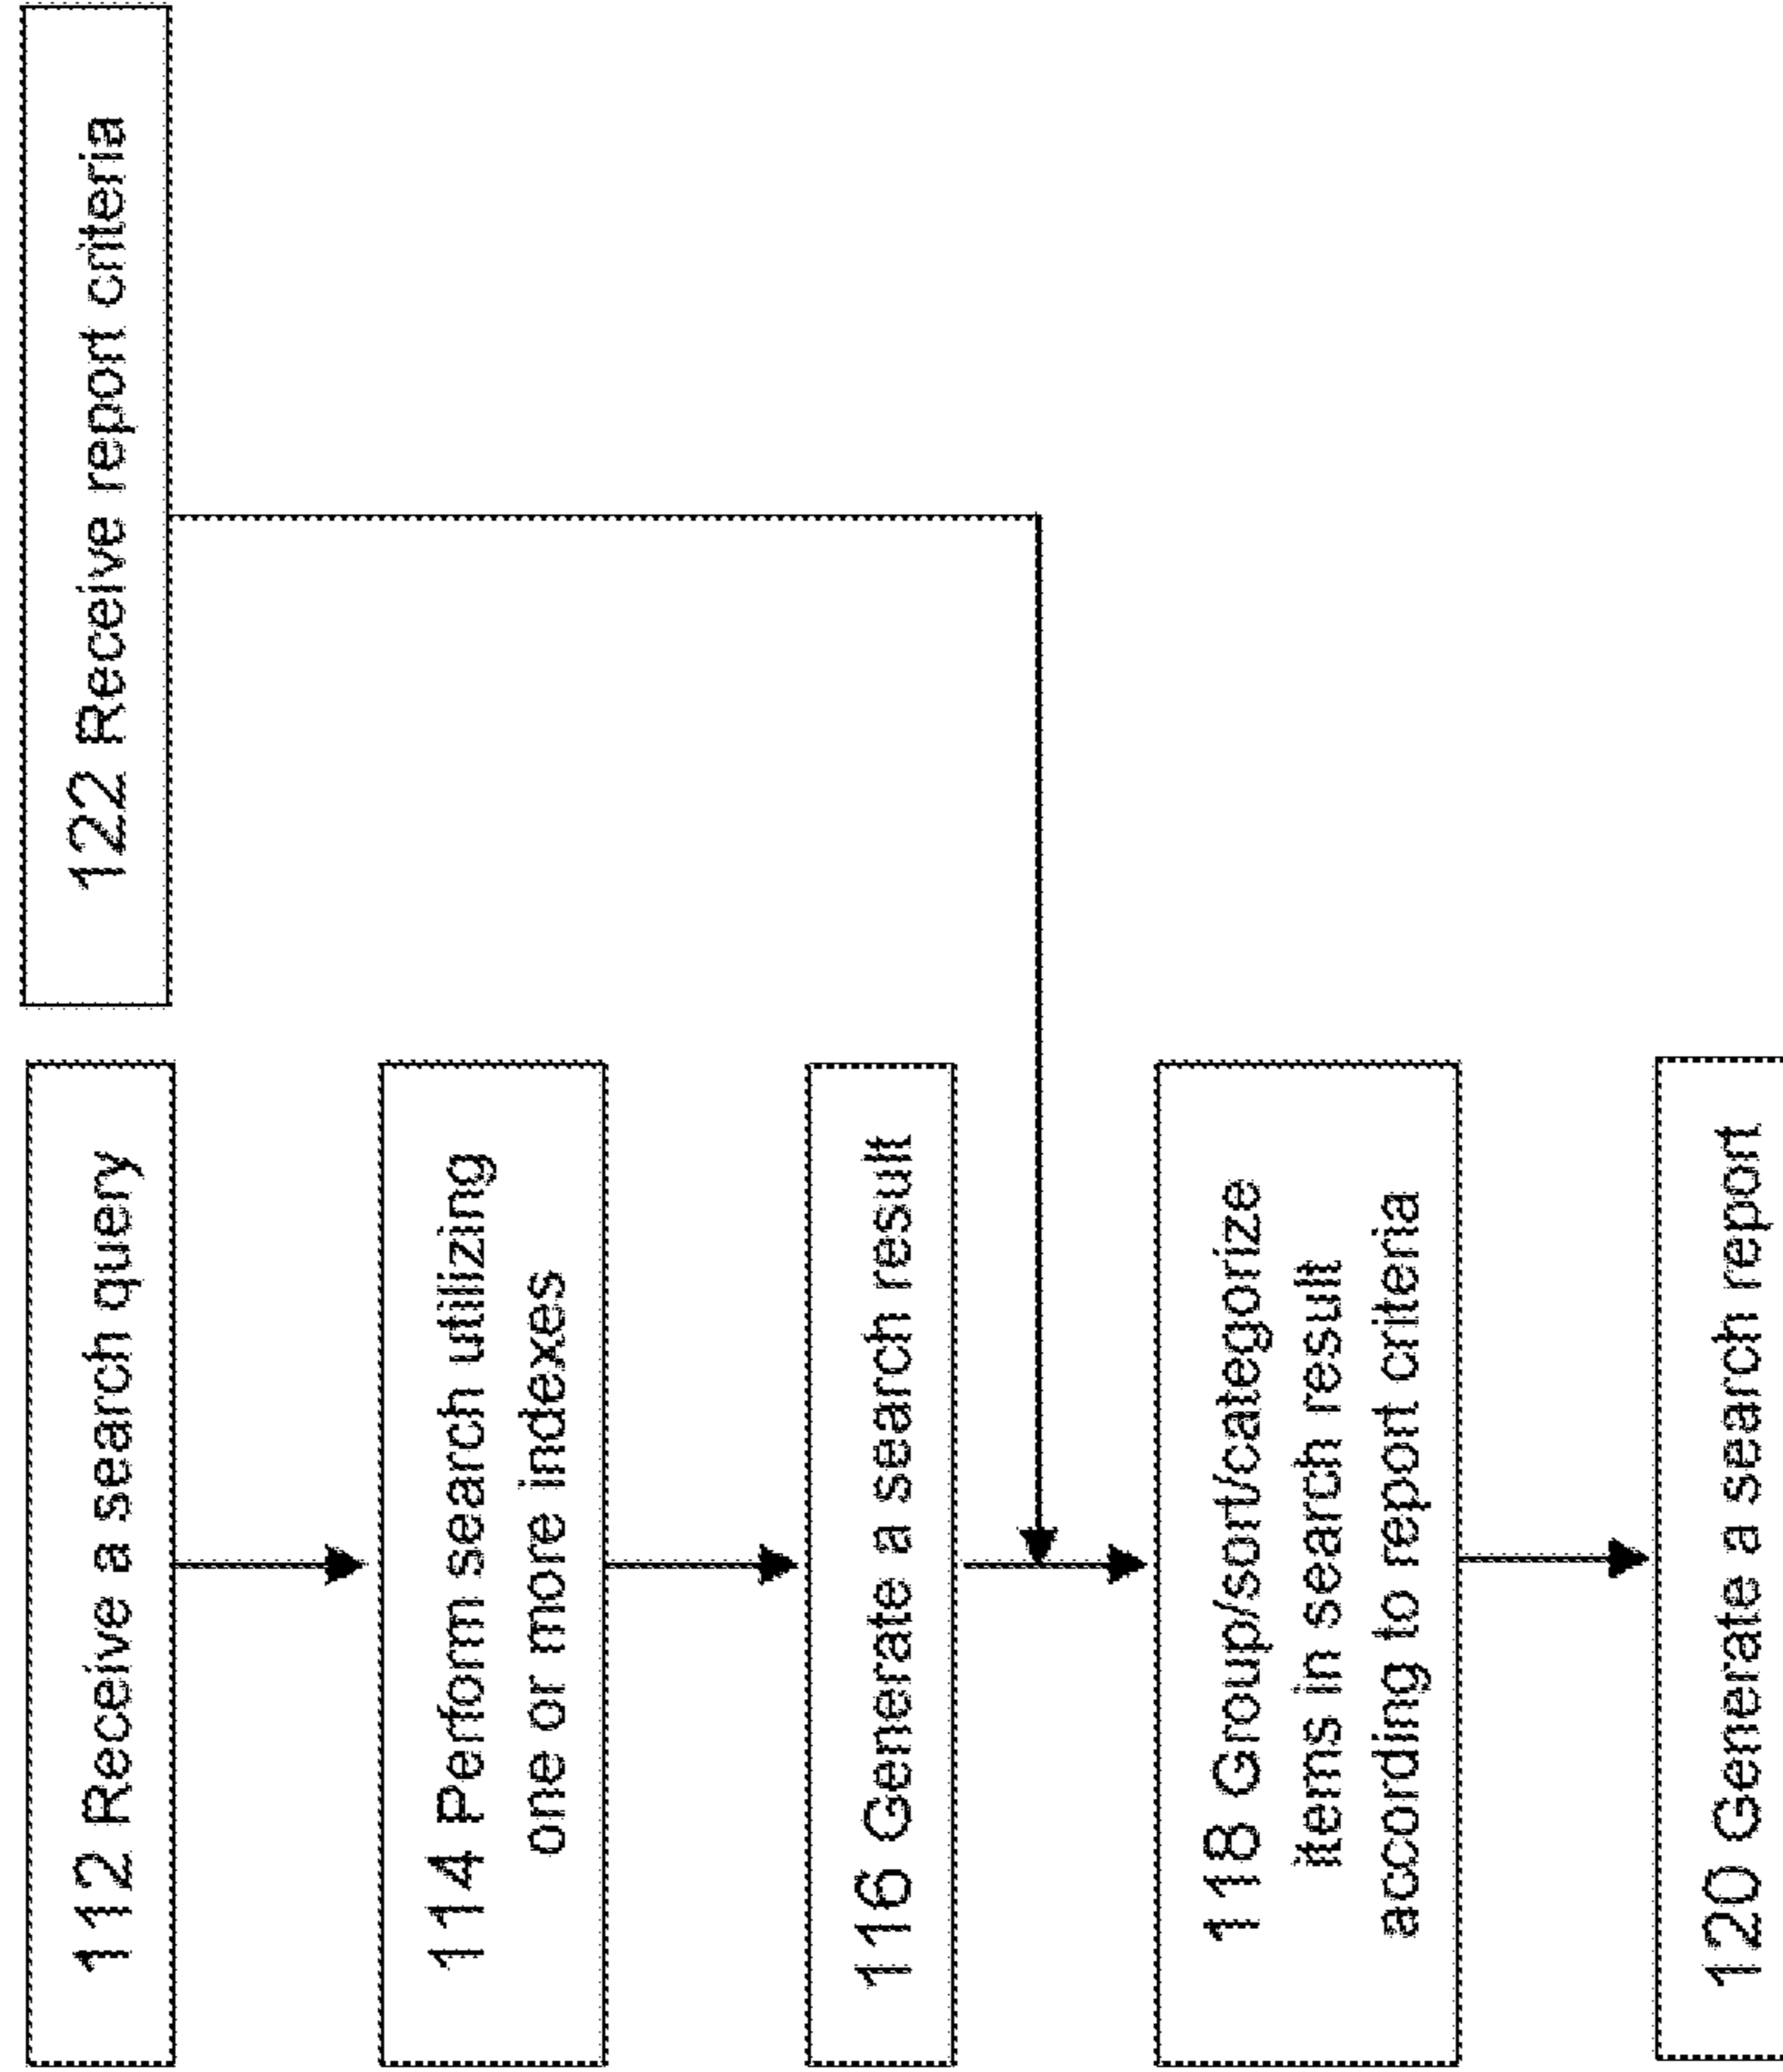 112 Receive a search query
122 Receive report criteria
114 Perform search utilizing
one or more indexes
116 Generate a search result
118 Group/sort/categorize
items in search result
according to report criteria
120 Generate a search report